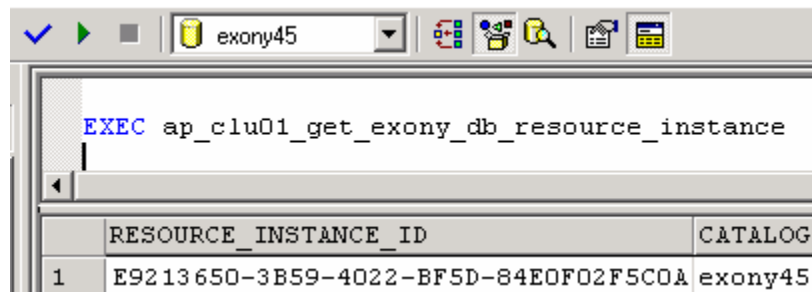 exony45
EXEC ap_clu01_get_exony_db_resource_instance
RESOURCE_INSTANCE_ID CATALOG
1 E9213650-3B59-4022-BF5D-84E0F02F5C0A exony45